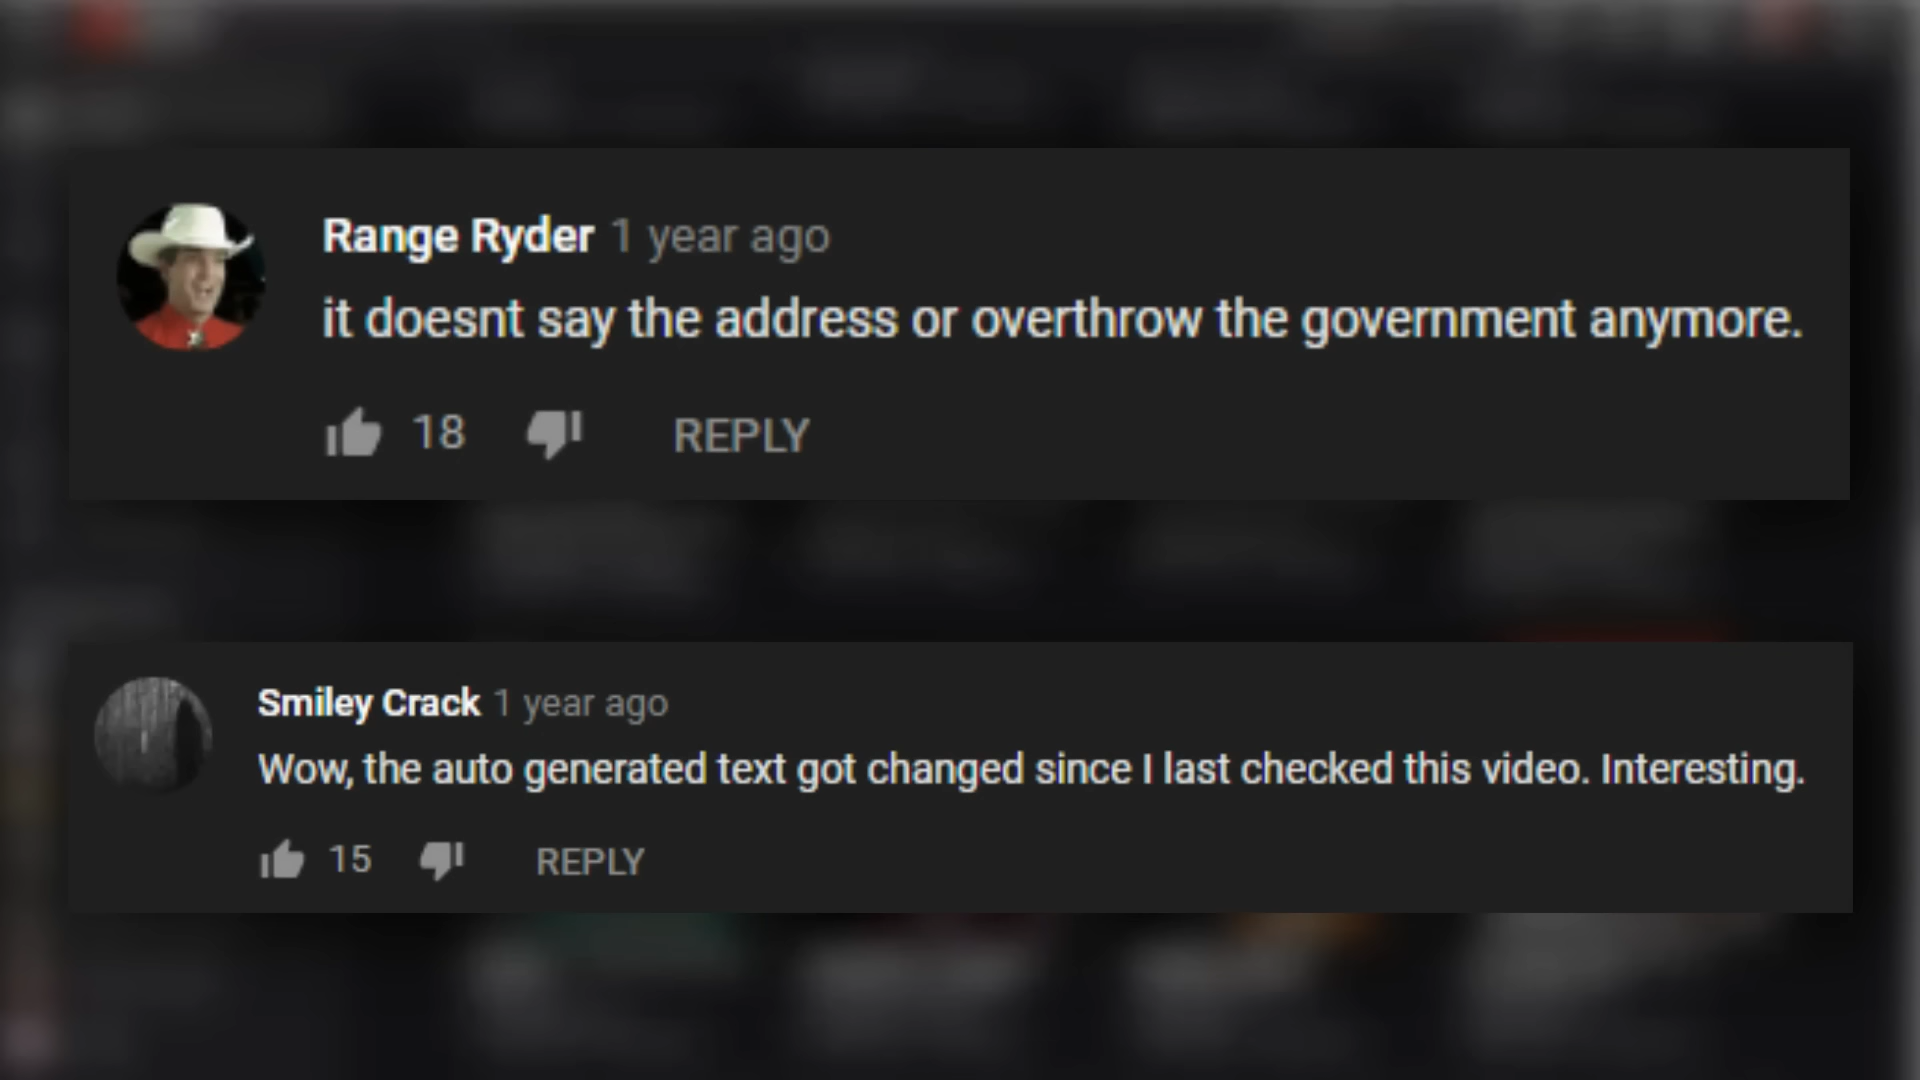 Range Ryder 1 year ago
it doesnt say the address or overthrow the government anymore.
18 REPLY
Smiley Crack 1 year ago
Wow, the auto generated text got changed since I last checked this video. Interesting.
15 REPLY